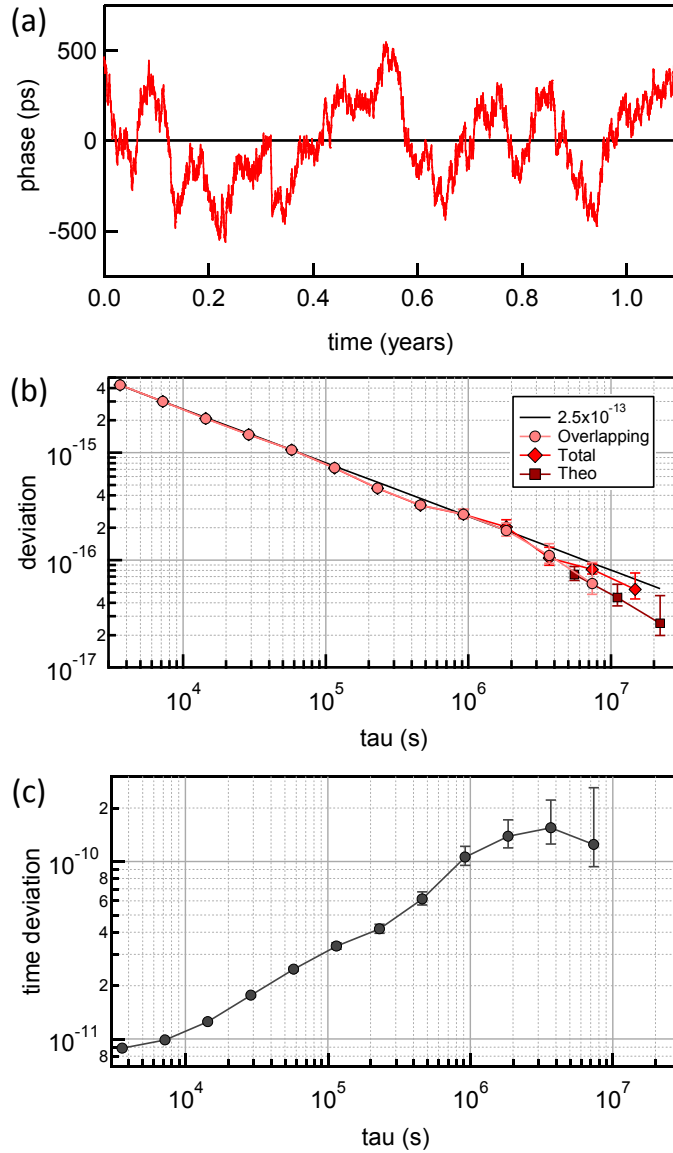 (a)
500
0
-500
phase (ps)
0.0 0.2 0.4 0.6 0.8 1.0
time (years)
(b)
4
2
10^-15
4
2
10^-16
4
2
10^-17
deviation
2.5x10^-13
Overlapping
Total
Theo
10^4 10^5 10^6 10^7
tau (s)
(c)
2
10^-10
8
6
4
2
10^-11
8
time deviation
10^4 10^5 10^6 10^7
tau (s)